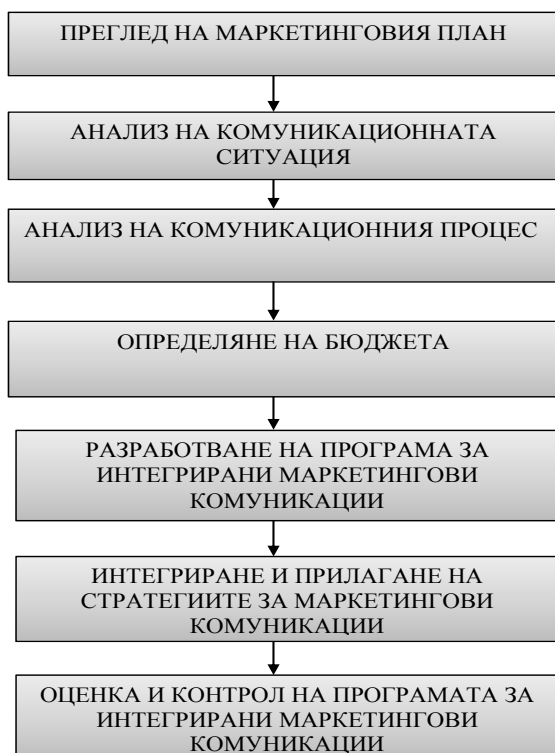 ПРЕГЛЕД НА МАРКЕТИНГОВИЯ ПЛАН
АНАЛИЗ НА КОМУНИКАЦИОННАТА
СИТУАЦИЯ
АНАЛИЗ НА КОМУНИКАЦИОННИЯ ПРОЦЕС
ОПРЕДЕЛЯНЕ НА БЮДЖЕТА
РАЗРАБОТВАНЕ НА ПРОГРАМА ЗА
ИНТЕГРИРАНИ МАРКЕТИНГОВИ
КОМУНИКАЦИИ
ИНТЕГРИРАНЕ И ПРИЛАГАНЕ НА
СТРАТЕГИИТЕ ЗА МАРКЕТИНГОВИ
КОМУНИКАЦИИ
ОЦЕНКА И КОНТРОЛ НА ПРОГРАМАТА ЗА
ИНТЕГРИРАНИ МАРКЕТИНГОВИ
КОМУНИКАЦИИ